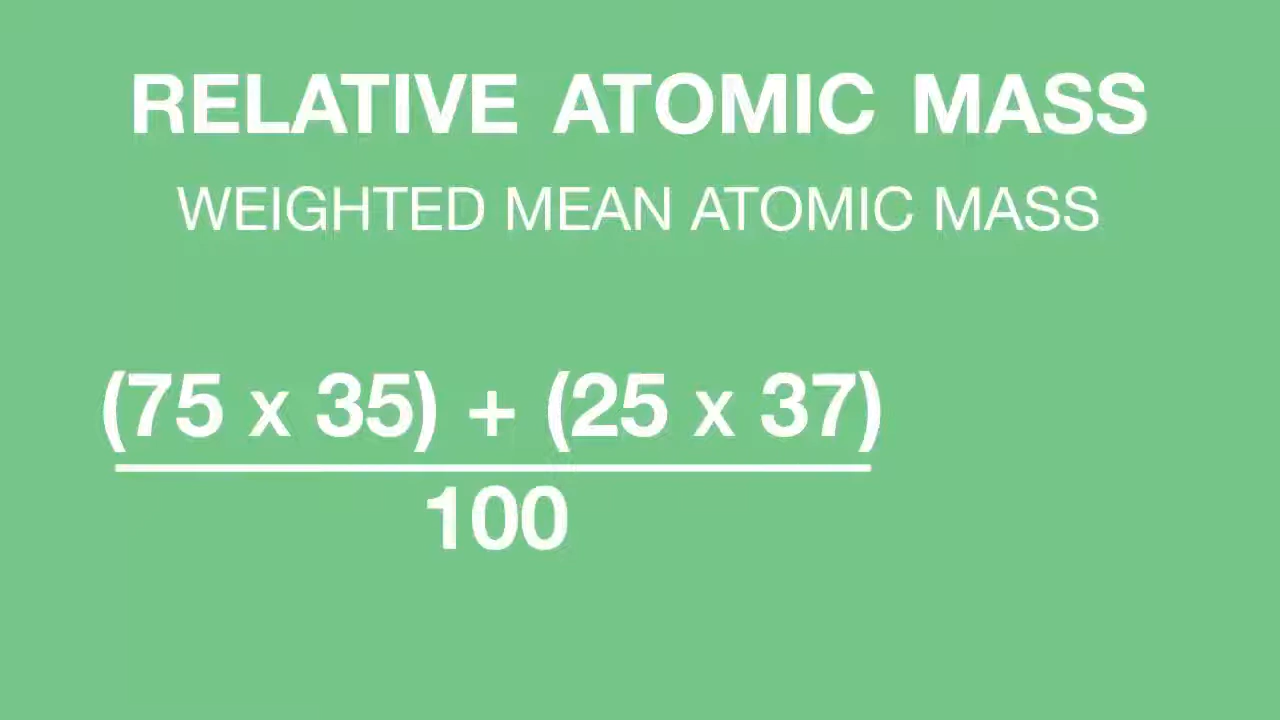 RELATIVE ATOMIC MASS
WEIGHTED MEAN ATOMIC MASS
(75 x 35) + (25 x 37)
100